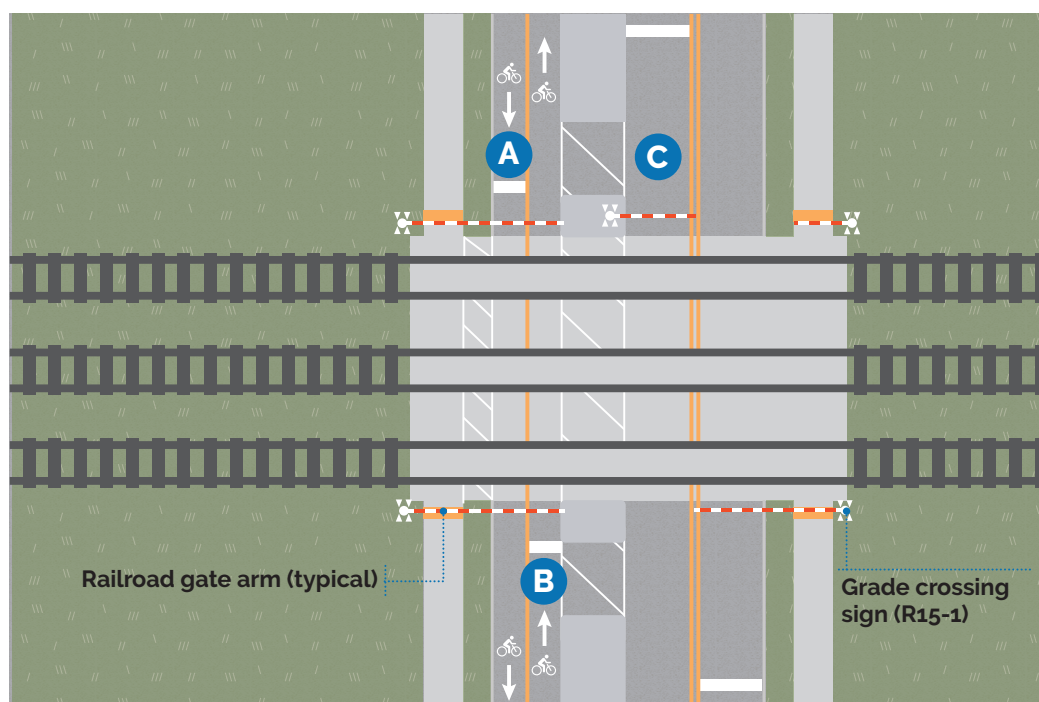 A
C
B
Railroad gate arm (typical)
Grade crossing
sign (R15-1)